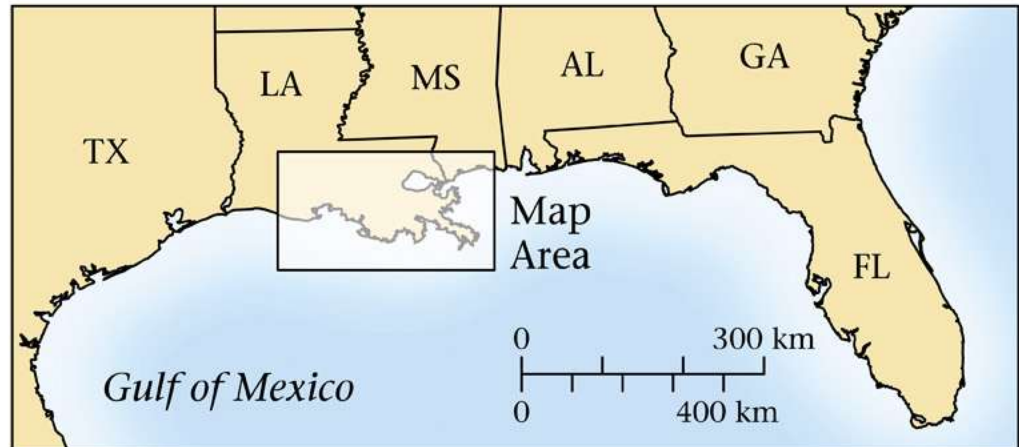 LA
MS
AL
GA
TX
Map
Area
FL
0 300 km
Gulf of Mexico
0 400 km